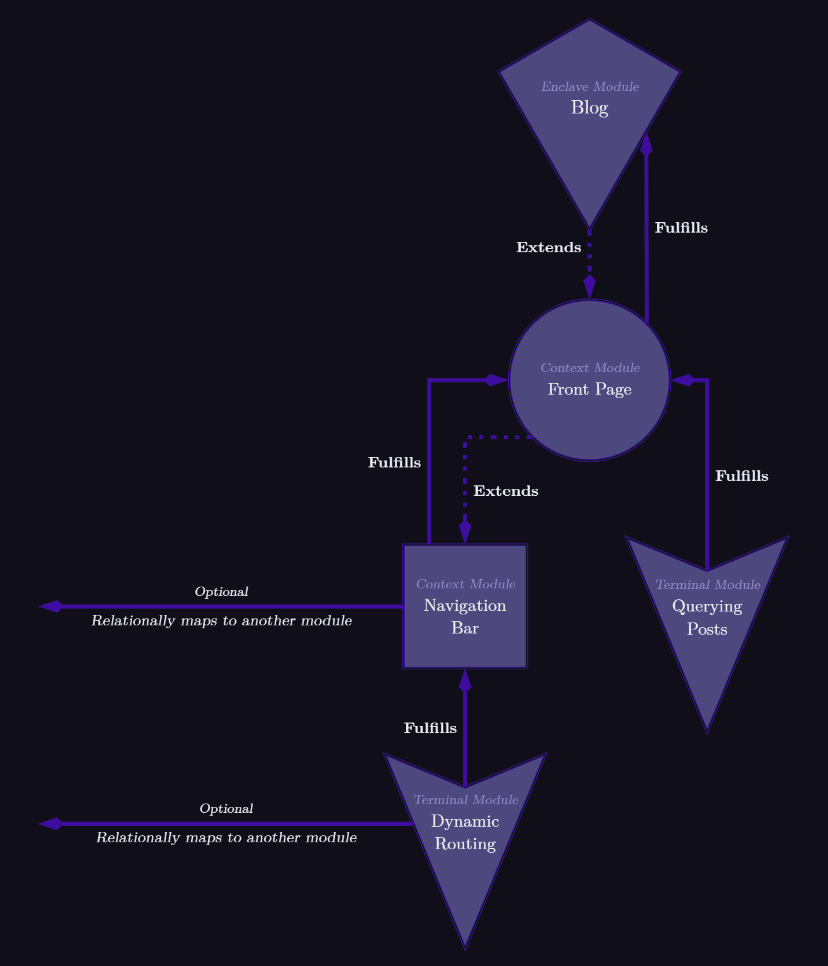 Enclave Module
Blog
Fulfills
Extends
Context Module
Front Page
Fulfills
Extends
Fulfills
Context Module
Navigation
Bar
Terminal Module
Querying
Posts
Optional
Relationally maps to another module
Fulfills
Terminal Module
Dynamic
Routing
Optional
Relationally maps to another module